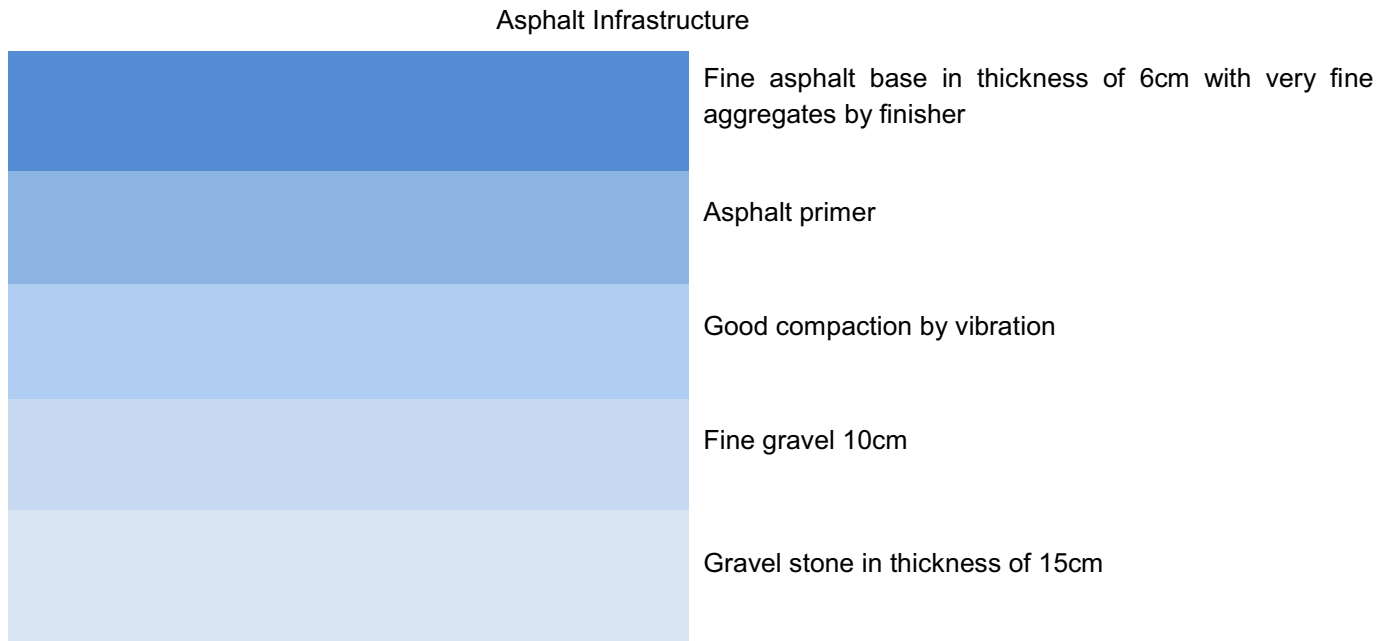 Asphalt Infrastructure
Fine asphalt base in thickness of 6cm with very fine
aggregates by finisher
Asphalt primer
Good compaction by vibration
Fine gravel 10cm
Gravel stone in thickness of 15cm